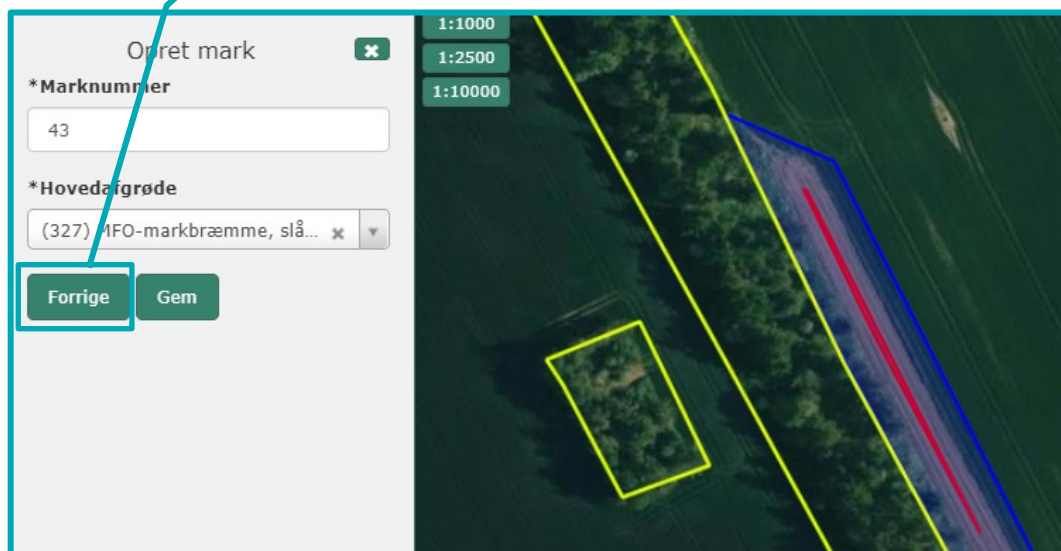 Opret mark
*Marknummer
43
*Hovedafgrøde
(327) MFO-markbræmme, slå...
Forrige
Gem
1:1000
1:2500
1:10000